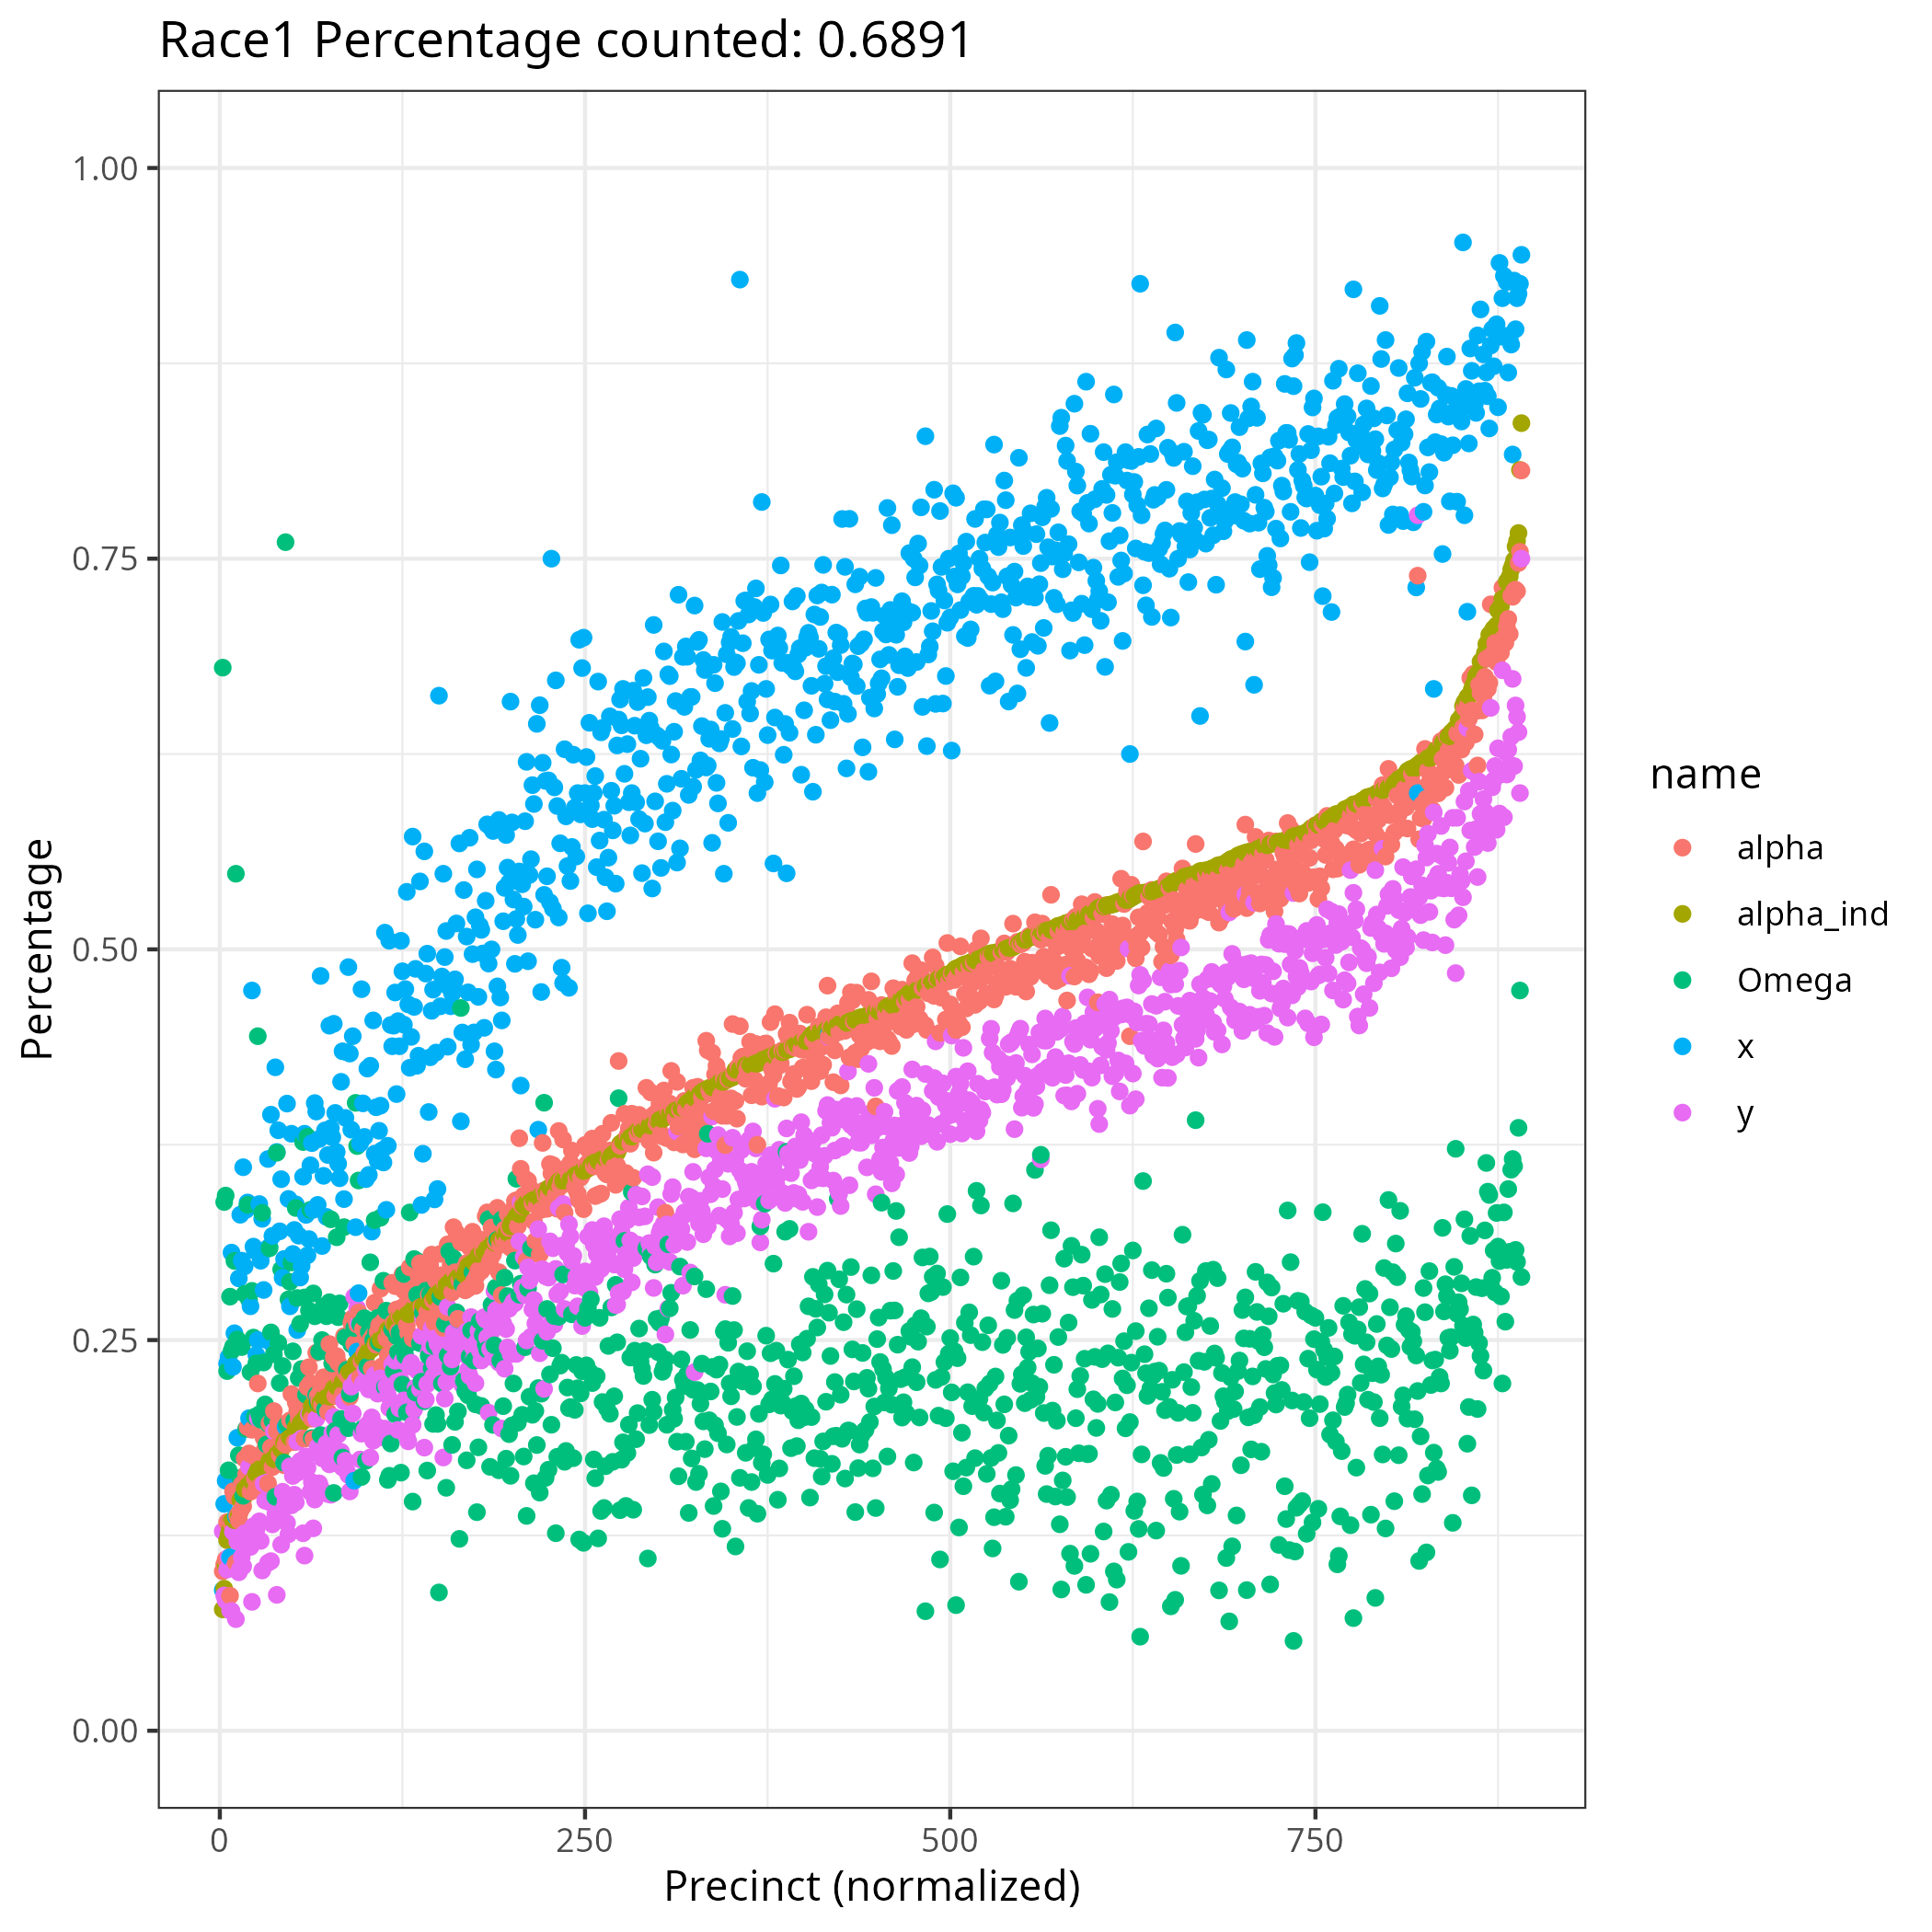 Race1 Percentage counted: 0.6891
1.00
0.75
0.50
0.25
0.00
Percentage
0 250 500 750
Precinct (normalized)
name
alpha
alpha_ind
Omega
x
y